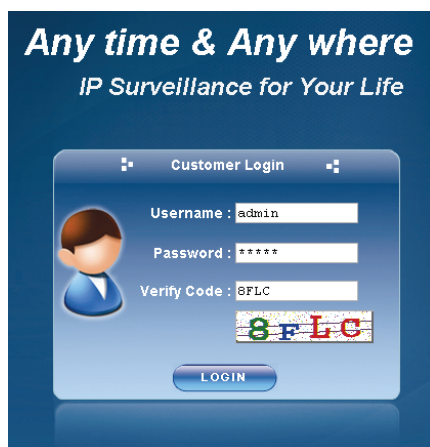 Any time & Any where
IP Surveillance for Your Life
Customer Login
Username : admin
Password : *****
Verify Code : 8FLC
8FLC
LOGIN